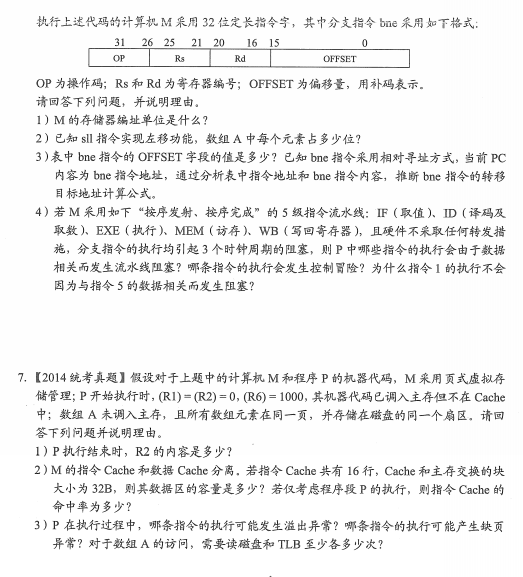 执行上述代码的计算机 M 采用 32 位定长指令字，其中分支指令 bne 采用如下格式：
31 26 25 21 20 16 15 0
OP Rs Rd OFFSET
OP 为操作码；Rs 和 Rd 为寄存器编号；OFFSET 为偏移量，用补码表示。
请回答下列问题，并说明理由。
1）M 的存储器编址单位是什么？
2）已知 sll 指令实现左移功能，数组 A 中每个元素占多少位？
3）表中 bne 指令的 OFFSET 字段的值是多少？已知 bne 指令采用相对寻址方式，当前 PC
内容为 bne 指令地址，通过分析表中指令地址和 bne 指令内容，推断 bne 指令的转移
目标地址计算公式。
4）若 M 采用如下“按序发射、按序完成”的 5 级指令流水线：IF（取值）、ID（译码及
取数）、EXE（执行）、MEM（访存）、WB（写回寄存器），且硬件不采取任何转发措
施，分支指令的执行均引起 3 个时钟周期的阻塞，则 P 中哪些指令的执行会由于数据
相关而发生流水线阻塞？哪条指令的执行会发生控制冒险？为什么指令 1 的执行不会
因为与指令 5 的数据相关而发生阻塞？
7.【2014 统考真题】假设对于上题中的计算机 M 和程序 P 的机器代码，M 采用页式虚拟存
储管理；P 开始执行时，(R1) = (R2) = 0, (R6) = 1000，其机器代码已调入主存但不在 Cache
中；数组 A 未调入主存，且所有数组元素在同一页，并存储在磁盘的同一个扇区。请回
答下列问题并说明理由。
1）P 执行结束时，R2 的内容是多少？
2）M 的指令 Cache 和数据 Cache 分离。若指令 Cache 共有 16 行，Cache 和主存交换的块
大小为 32B，则其数据区的容量是多少？若仅考虑程序段 P 的执行，则指令 Cache 的
命中率为多少？
3）P 在执行过程中，哪条指令的执行可能发生溢出异常？哪条指令的执行可能产生缺页
异常？对于数组 A 的访问，需要读磁盘和 TLB 至少各多少次？